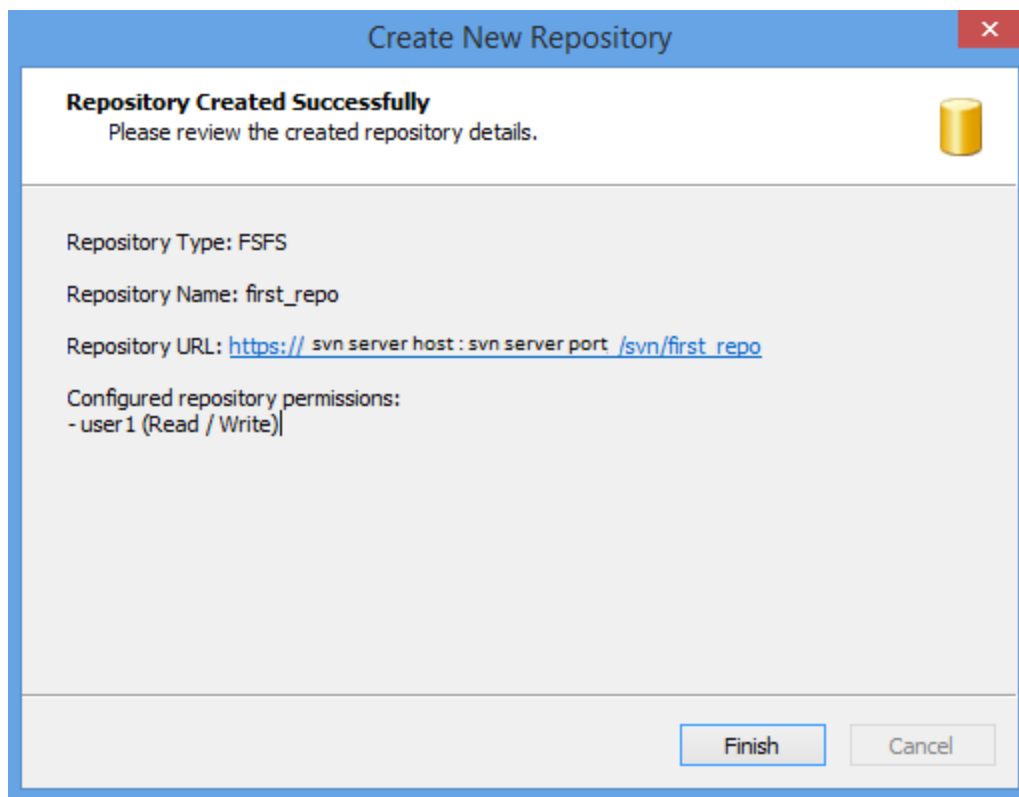 Create New Repository
Repository Created Successfully
Please review the created repository details.
Repository Type: FSFS
Repository Name: first_repo
Repository URL: https:// svn server host : svn server port /svn/first_repo
Configured repository permissions:
- user1 (Read / Write)
Finish
Cancel